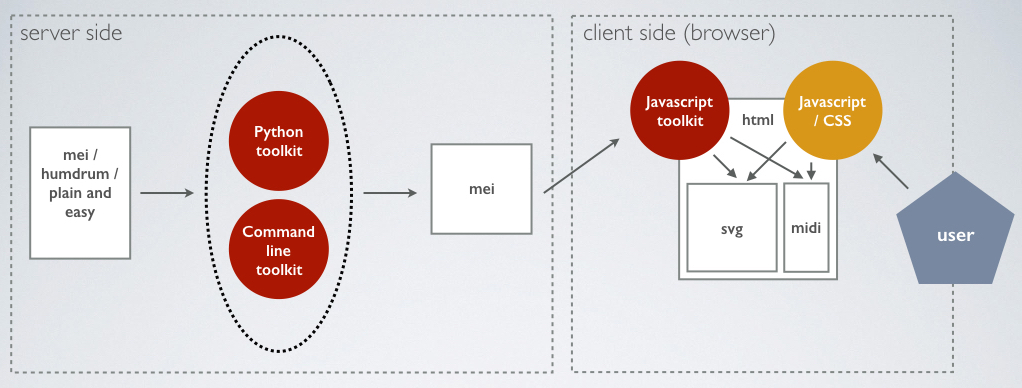 server side
mei /
humdrum /
plain and
easy
Python
toolkit
Command
line
toolkit
mei
client side (browser)
Javascript
toolkit
html
Javascript
/ CSS
svg
midi
user